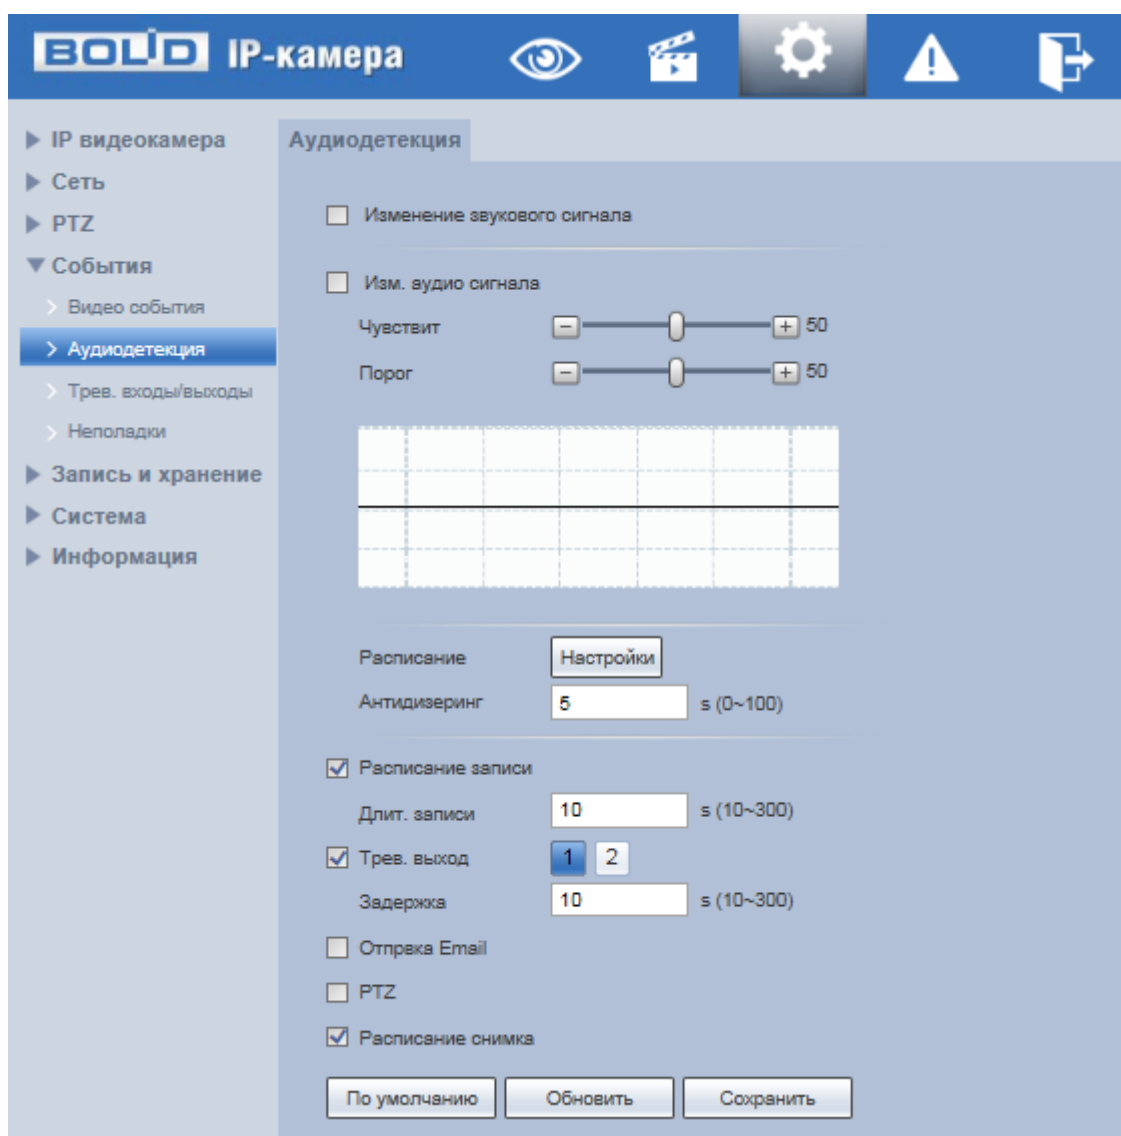 BOLID IP-камера
IP видеокамера
Сеть
PTZ
События
Видео события
Аудиодетекция
Трев. входы/выходы
Неполадки
Запись и хранение
Система
Информация
Аудиодетекция
Изменение звукового сигнала
Изм. аудио сигнала
Чувствит 50
Порог 50
Расписание Настройки
Антидизеринг 5 s (0~100)
Расписание записи
Длит. записи 10 s (10~300)
Трев. выход 1 2
Задержка 10 s (10~300)
Отпрвка Email
PTZ
Расписание снимка
По умолчанию Обновить Сохранить